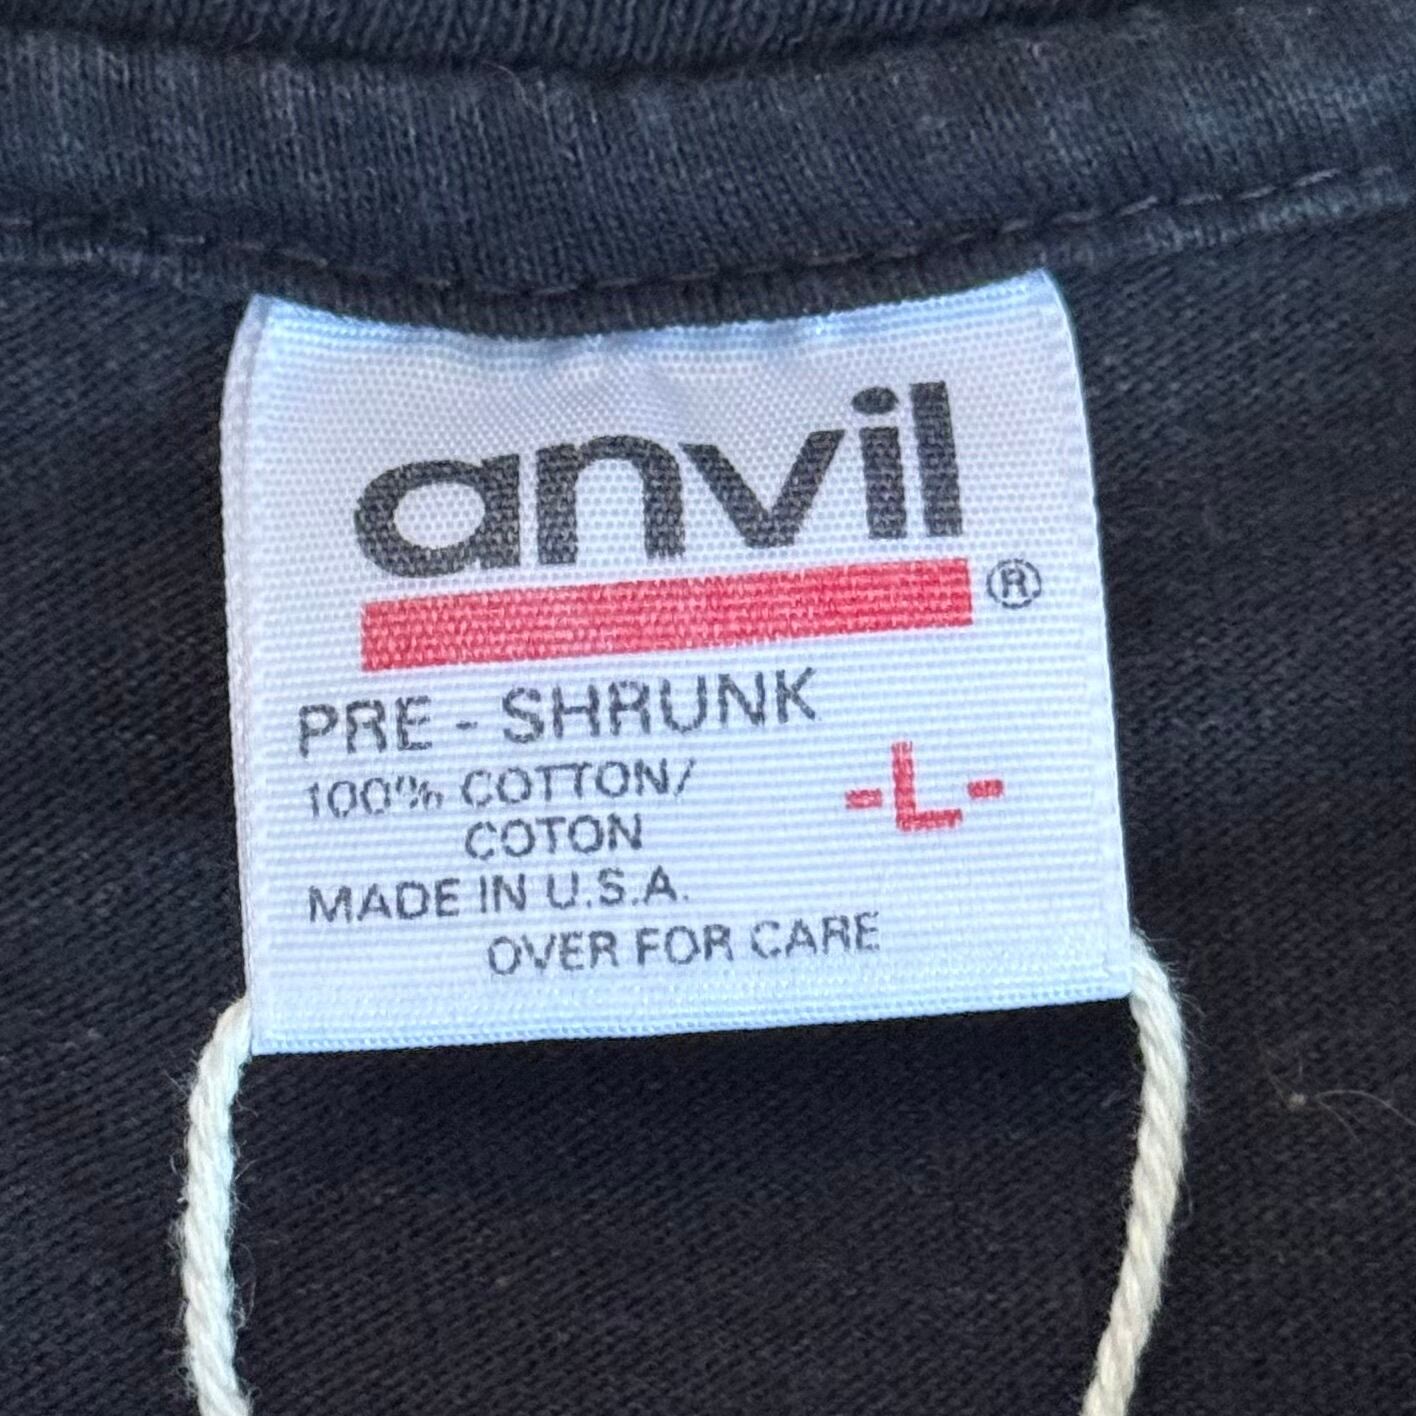 anvil
®
PRE - SHRUNK
100% COTTON/
COTON
-L-
MADE IN U.S.A.
OVER FOR CARE